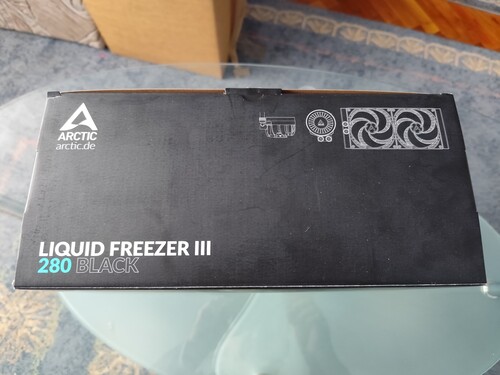 ARCTIC
arctic.de
LIQUID FREEZER III
280 BLACK